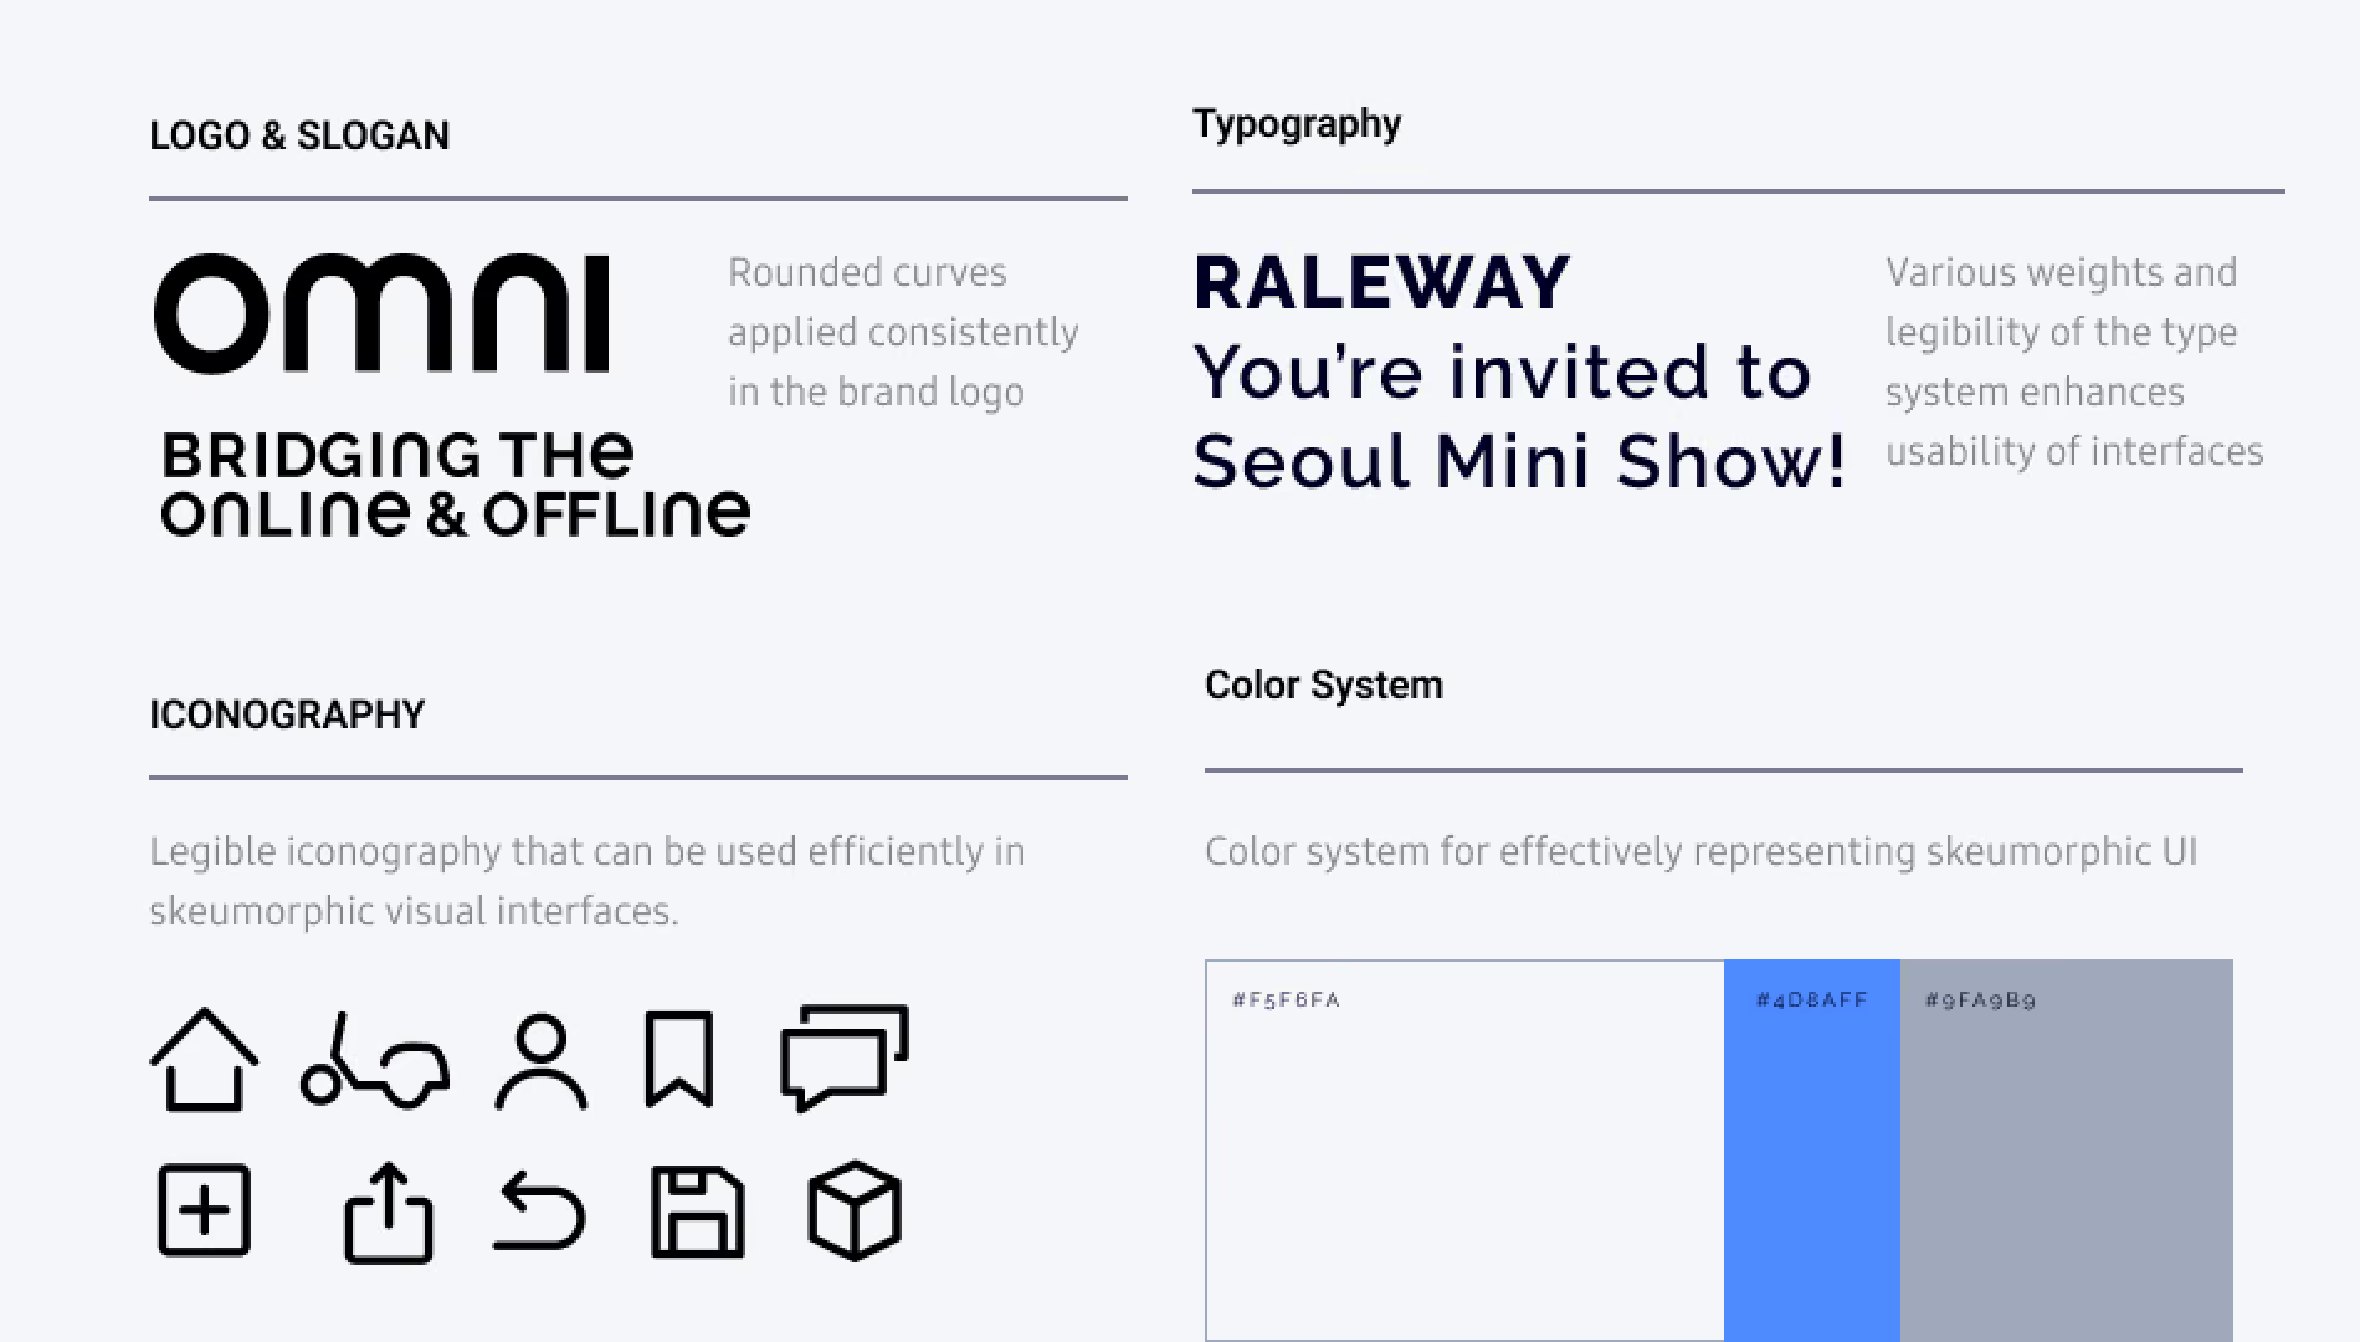 LOGO & SLOGAN
omni
Rounded curves
applied consistently
in the brand logo
BRIDGING THe
OnLIne & OFFLIne
Typography
RALEWAY
You’re invited to
Seoul Mini Show!
Various weights and
legibility of the type
system enhances
usability of interfaces
ICONOGRAPHY
Legible iconography that can be used efficiently in
skeumorphic visual interfaces.
Color System
Color system for effectively representing skeumorphic UI
#F5F6FA
#4D8AFF
#9FA9B9